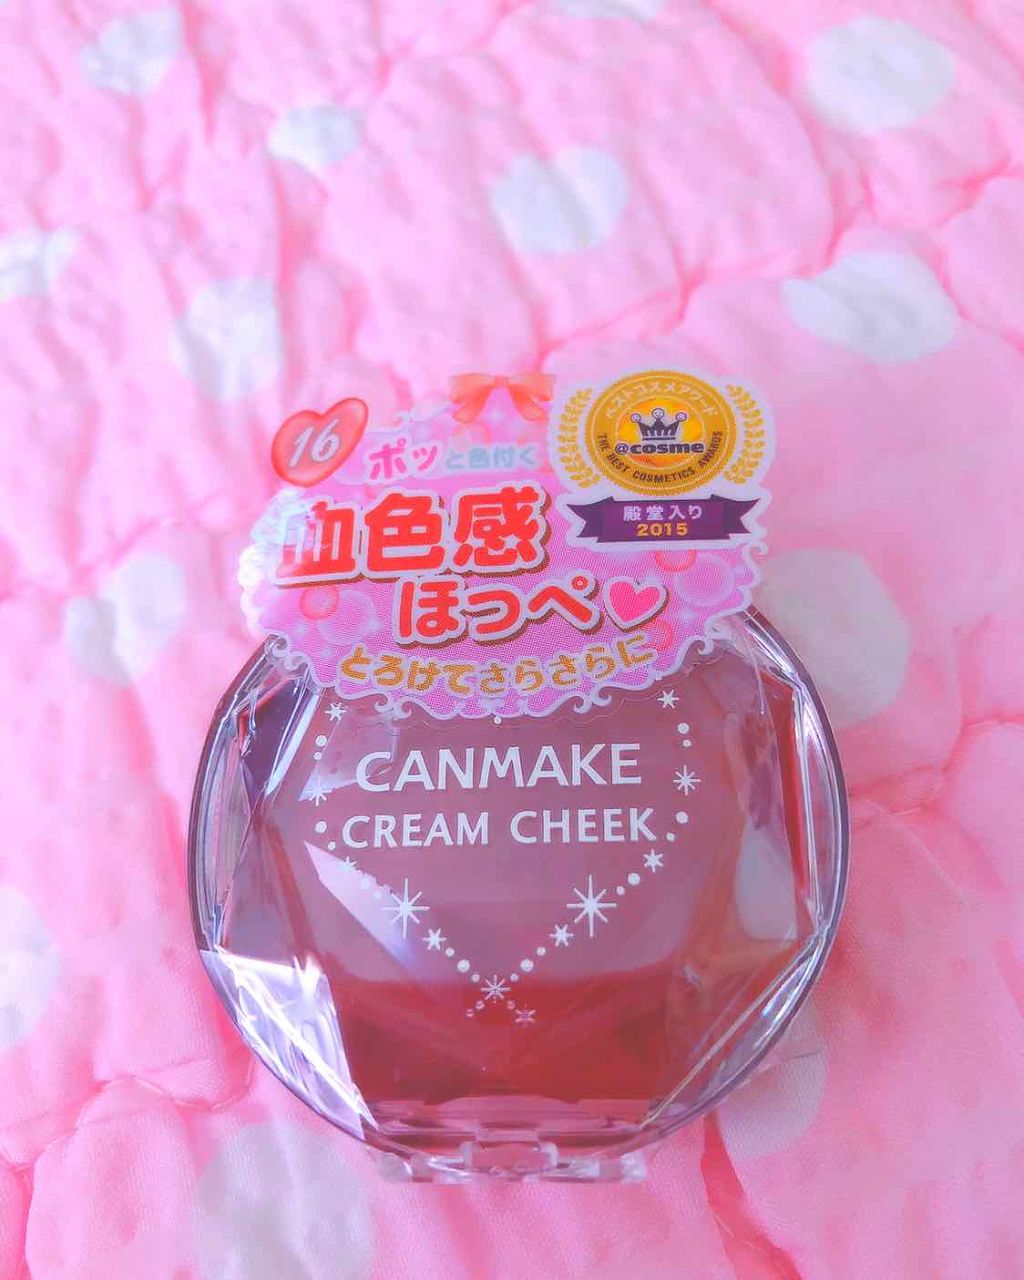 16
ポッと色付く
血色感
ほっぺ♥
とろけてさらさらに
ベストコスメアワード
@cosme
THE BEST COSMETICS AWARDS
殿堂入り
2015
CANMAKE
CREAM CHEEK